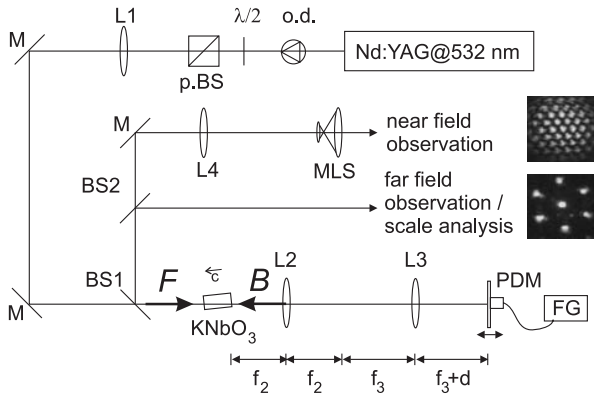 L1
λ/2
o.d.
M
p.BS
Nd:YAG@532 nm
M
L4
MLS
near field
observation
BS2
far field
observation /
scale analysis
BS1
F
c
B
L2
L3
PDM
FG
M
KNbO₃
f₂
f₂
f₃
f₃+d